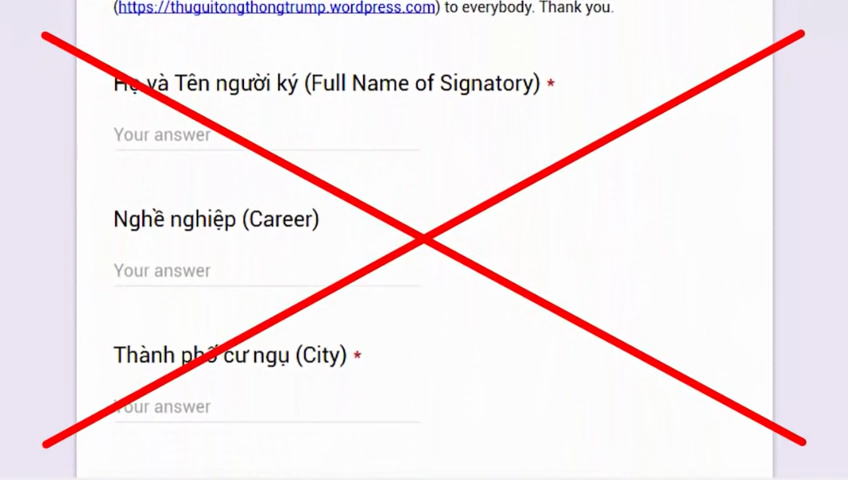 (https://thuguitongthongtrump.wordpress.com) to everybody. Thank you.
Họ và Tên người ký (Full Name of Signatory) *
Your answer
Nghề nghiệp (Career)
Your answer
Thành phố cư ngụ (City) *
Your answer